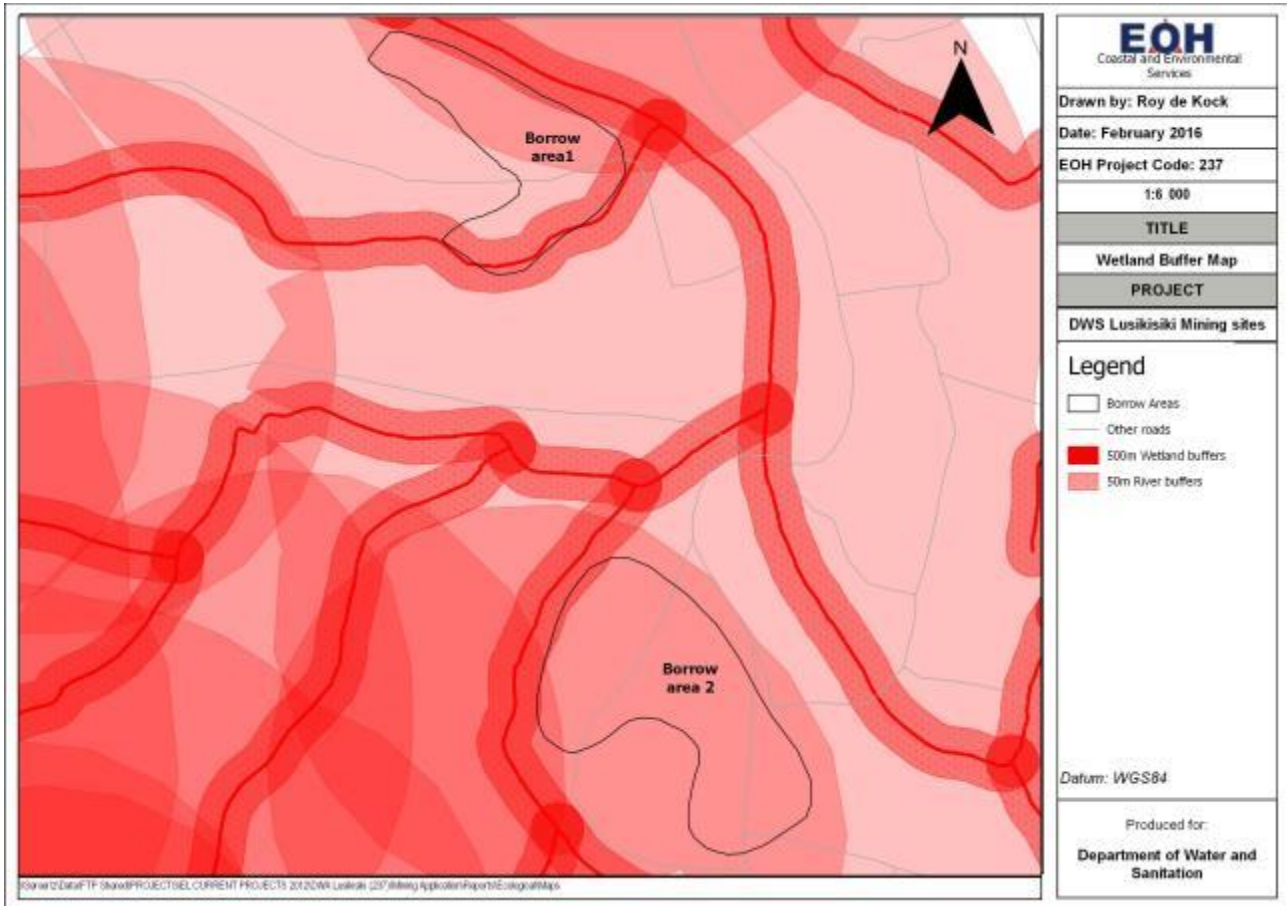 Borrow
area1
Borrow
area 2
N
EOH
Coastal and Environmental
Services
Drawn by: Roy de Kock
Date: February 2016
EOH Project Code: 237
1:6 000
TITLE
Wetland Buffer Map
PROJECT
DWS Lusikisiki Mining sites
Legend
Borrow Areas
Other roads
500m Wetland buffers
50m River buffers
Datum: WGS84
Produced for:
Department of Water and
Sanitation